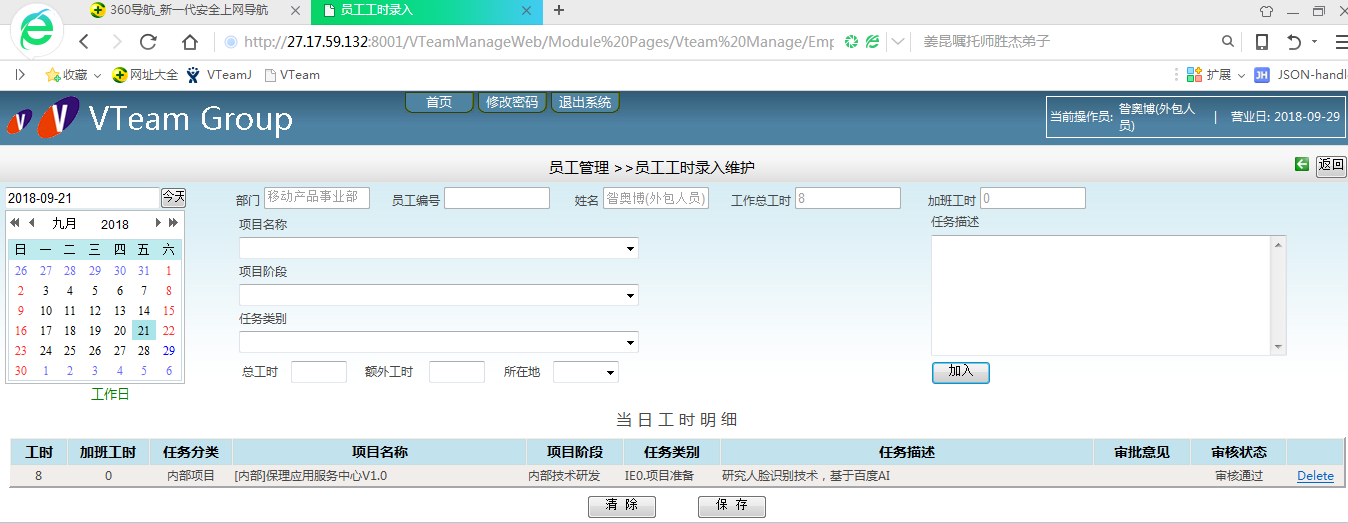 360导航_新一代安全上网导航
员工工时录入
http://27.17.59.132:8001/VTeamManageWeb/Module%20Pages/Vteam%20Manage/Emp
姜昆嘱托师胜杰弟子
收藏 网址大全 VTeamJ VTeam
扩展 JSON-handl
VTeam Group
首页 修改密码 退出系统
当前操作员: 昝奥博(外包人员) | 营业日: 2018-09-29
员工管理 >>员工工时录入维护
返回
2018-09-21 今天
九月 2018
日 一 二 三 四 五 六
26 27 28 29 30 31 1
2 3 4 5 6 7 8
9 10 11 12 13 14 15
16 17 18 19 20 21 22
23 24 25 26 27 28 29
30 1 2 3 4 5 6
工作日
部门 移动产品事业部 员工编号 姓名 昝奥博(外包人员) 工作总工时 8 加班工时 0
项目名称
项目阶段
任务类别
总工时 额外工时 所在地
任务描述
加入
当日工时明细
工时 加班工时 任务分类 项目名称 项目阶段 任务类别 任务描述 审批意见 审核状态
8 0 内部项目 [内部]保理应用服务中心V1.0 内部技术研发 IE0.项目准备 研究人脸识别技术，基于百度AI 审核通过 Delete
清 除 保 存